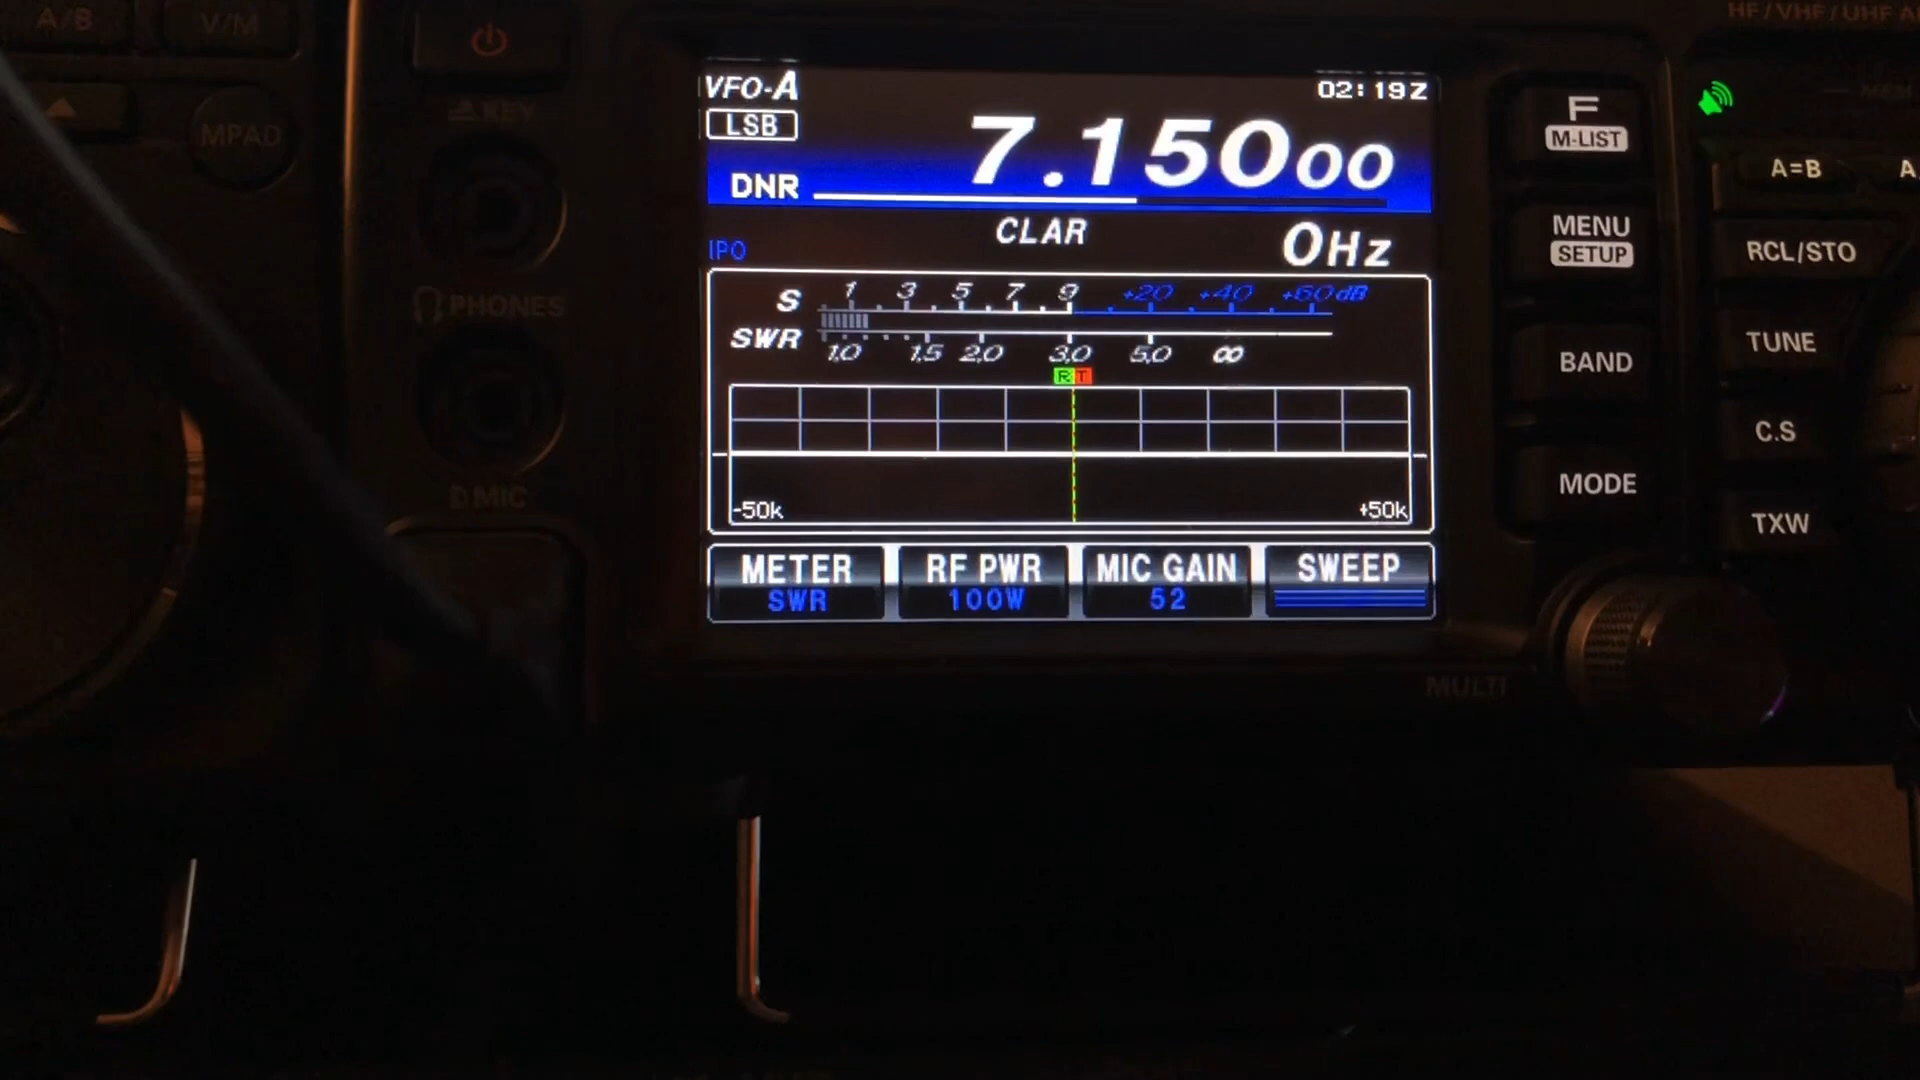 A/B V/M
HF/VHF/UHF
KEY
MPAD
PHONES
D.MIC
VFO-A 02:19Z
LSB 7.150 00
DNR
IPO CLAR 0Hz
S 1 3 5 7 9 +20 +40 +60dB
SWR 1.0 1.5 2.0 3.0 5.0 ∞
R T
-50k +50k
METER RF PWR MIC GAIN SWEEP
SWR 100W 52
F
M-LIST
MENU
SETUP
BAND
MODE
A=B
RCL/STO
TUNE
C.S
TXW
MULTI